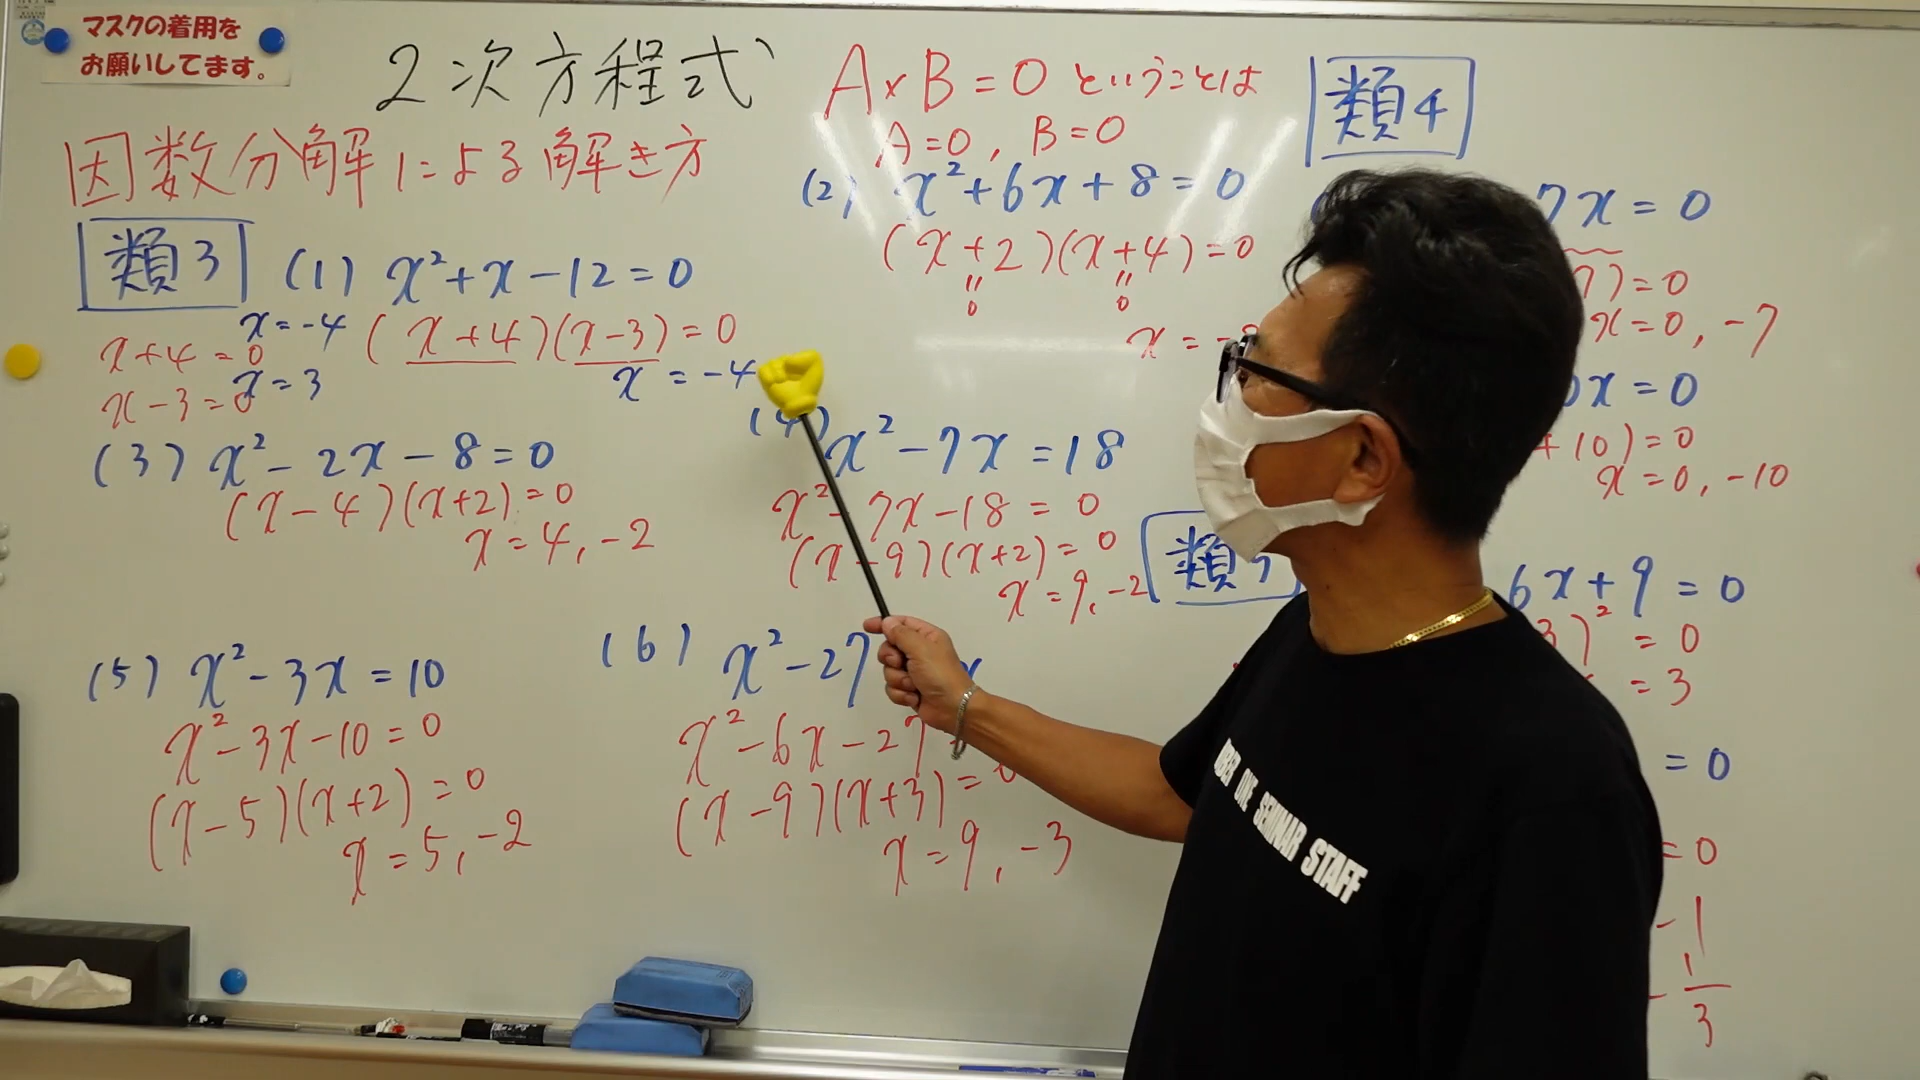 マスクの着用を
お願いしてます。
2次方程式
因数分解による解き方
A×B=0ということは
A=0, B=0
類3
(1) x²+x-12=0
(x+4)(x-3)=0
x+4=0 x=-4
x-3=0 x=3
x=-4
(2) x²+6x+8=0
(x+2)(x+4)=0
〃 〃
0 0
x=-
(3) x²-2x-8=0
(x-4)(x+2)=0
x=4, -2
(4) x²-7x=18
x²-7x-18=0
(x-9)(x+2)=0
x=9, -2
(5) x²-3x=10
x²-3x-10=0
(x-5)(x+2)=0
x=5, -2
(6) x²-27
x²-6x-27
(x-9)(x+3)=0
x=9, -3
類4
7x=0
7)=0
x=0, -7
x=0
+10)=0
x=0, -10
類
6x+9=0
3)²=0
=3
=0
=0
-1
-1/3
SEMINAR STAFF